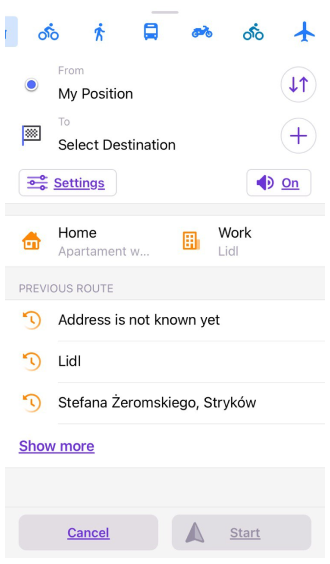 From
My Position
To
Select Destination
Settings
On
Home
Work
Apartament w...
Lidl
PREVIOUS ROUTE
Address is not known yet
Lidl
Stefana Żeromskiego, Stryków
Show more
Cancel
Start